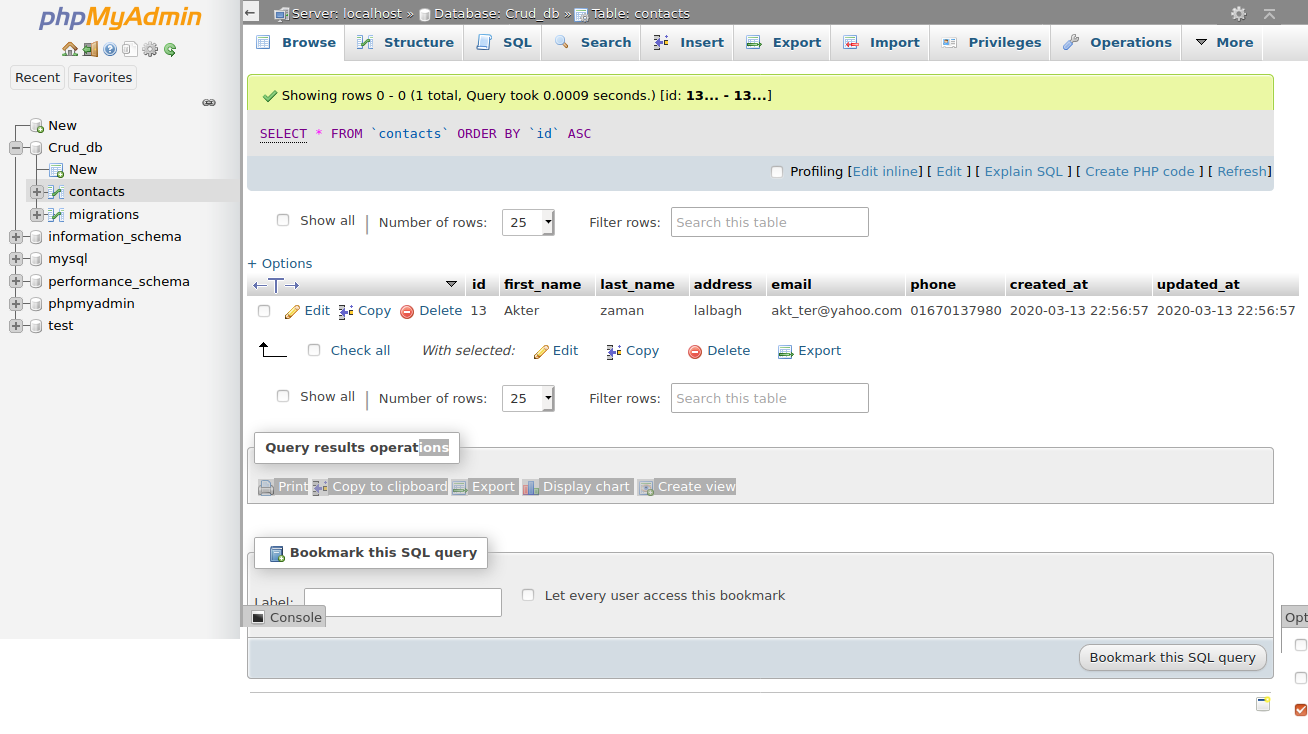 phpMyAdmin
Recent Favorites
New
Crud_db
New
contacts
migrations
information_schema
mysql
performance_schema
phpmyadmin
test
Server: localhost » Database: Crud_db » Table: contacts
Browse Structure SQL Search Insert Export Import Privileges Operations More
Showing rows 0 - 0 (1 total, Query took 0.0009 seconds.) [id: 13... - 13...]
SELECT * FROM `contacts` ORDER BY `id` ASC
Profiling [Edit inline] [ Edit ] [ Explain SQL ] [ Create PHP code ] [ Refresh]
Show all | Number of rows: 25 Filter rows: Search this table
+ Options
←T→ id first_name last_name address email phone created_at updated_at
Edit Copy Delete 13 Akter zaman lalbagh akt_ter@yahoo.com 01670137980 2020-03-13 22:56:57 2020-03-13 22:56:57
Check all With selected: Edit Copy Delete Export
Show all | Number of rows: 25 Filter rows: Search this table
Query results operations
Print Copy to clipboard Export Display chart Create view
Bookmark this SQL query
Label: Let every user access this bookmark
Console
Opt
Bookmark this SQL query